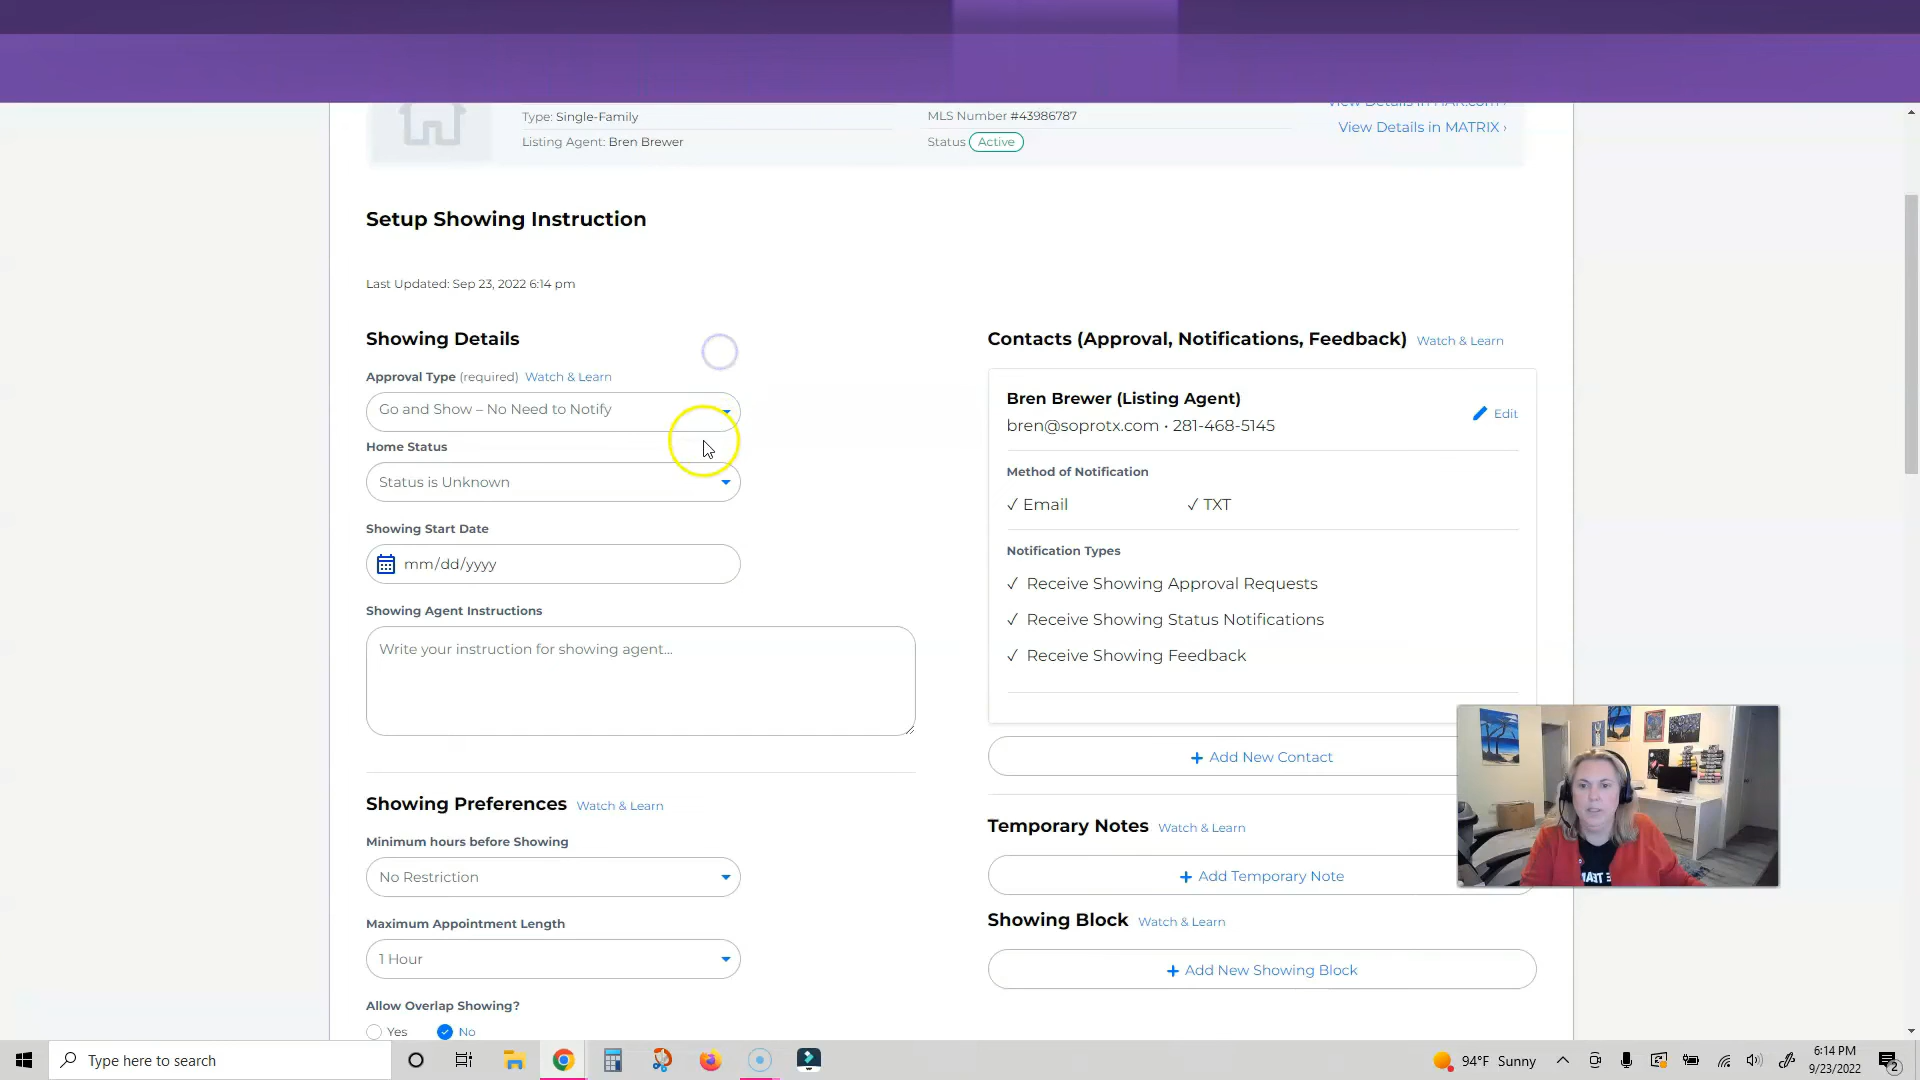 View Details in HAR.com ›
Type: Single-Family
MLS Number #43986787
View Details in MATRIX ›
Listing Agent: Bren Brewer
Status Active
Setup Showing Instruction
Last Updated: Sep 23, 2022 6:14 pm
Showing Details
Approval Type (required) Watch & Learn
Go and Show – No Need to Notify
Home Status
Status is Unknown
Showing Start Date
mm/dd/yyyy
Showing Agent Instructions
Write your instruction for showing agent...
Showing Preferences Watch & Learn
Minimum hours before Showing
No Restriction
Maximum Appointment Length
1 Hour
Allow Overlap Showing?
Yes No
Contacts (Approval, Notifications, Feedback) Watch & Learn
Bren Brewer (Listing Agent)
Edit
bren@soprotx.com • 281-468-5145
Method of Notification
✓ Email ✓ TXT
Notification Types
✓ Receive Showing Approval Requests
✓ Receive Showing Status Notifications
✓ Receive Showing Feedback
+ Add New Contact
Temporary Notes Watch & Learn
+ Add Temporary Note
Showing Block Watch & Learn
+ Add New Showing Block
Type here to search
94°F Sunny
6:14 PM
9/23/2022
2